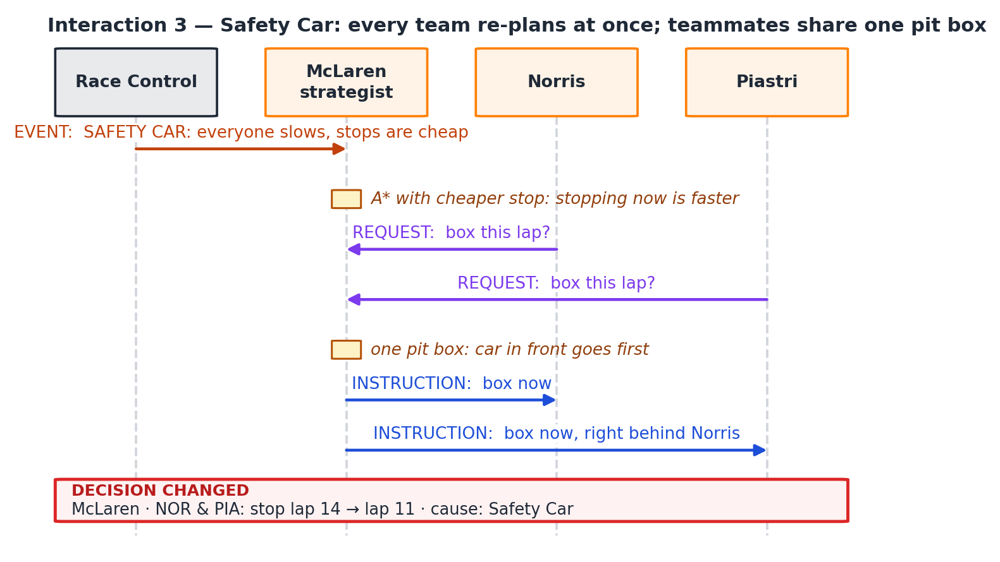 Interaction 3 — Safety Car: every team re-plans at once; teammates share one pit box
Race Control
McLaren
strategist
Norris
Piastri
EVENT:  SAFETY CAR: everyone slows, stops are cheap
A* with cheaper stop: stopping now is faster
REQUEST:  box this lap?
REQUEST:  box this lap?
one pit box: car in front goes first
INSTRUCTION:  box now
INSTRUCTION:  box now, right behind Norris
DECISION CHANGED
McLaren · NOR & PIA: stop lap 14 → lap 11 · cause: Safety Car